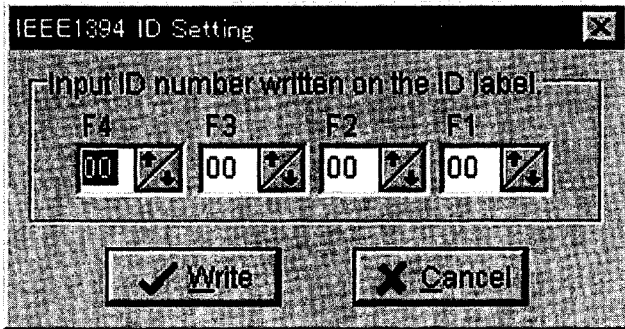 IEEE1394 ID Setting
Input ID number written on the ID label.
F4 F3 F2 F1
00 00 00 00
Write Cancel